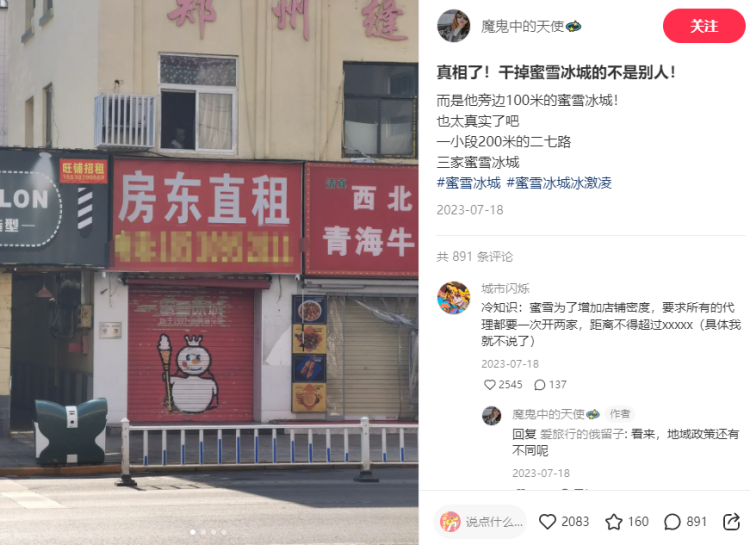 郑州缝
旺铺招租
LON
造型
房东直租
清真
西北
青海牛
蜜雪冰城
魔鬼中的天使
关注
真相了！干掉蜜雪冰城的不是别人！
而是他旁边100米的蜜雪冰城！
也太真实了吧
一小段200米的二七路
三家蜜雪冰城
#蜜雪冰城 #蜜雪冰城冰激凌
2023-07-18
共 891 条评论
城市闪烁
冷知识：蜜雪为了增加店铺密度，要求所有的代
理都要一次开两家，距离不得超过xxxxx（具体我
就不说了）
2023-07-18
2545 137
魔鬼中的天使 作者
回复 爱旅行的俄留子: 看来，地域政策还有
不同呢
2023-07-18
说点什么...
2083 160 891